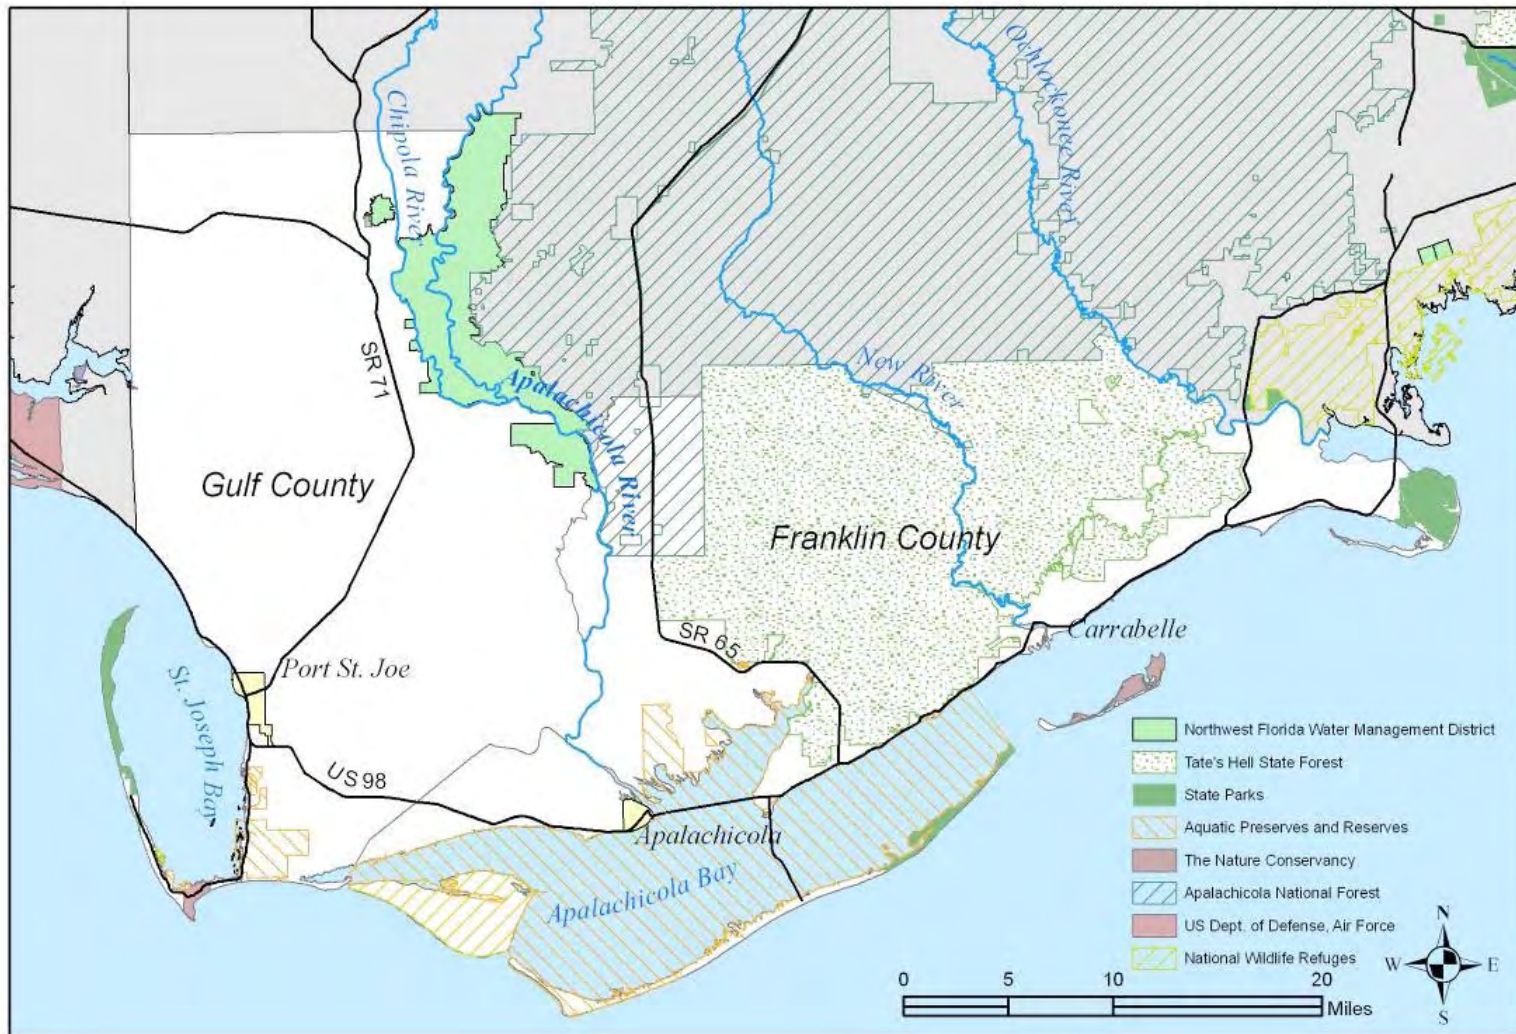 Chipola River
Ochlockonee River
SR 71
Apalachicola River
New River
Gulf County
Franklin County
SR 65
Carrabelle
Port St. Joe
St. Joseph Bay
US 98
Apalachicola
Apalachicola Bay
Northwest Florida Water Management District
Tate's Hell State Forest
State Parks
Aquatic Preserves and Reserves
The Nature Conservancy
Apalachicola National Forest
US Dept. of Defense, Air Force
National Wildlife Refuges
N
W E
S
0 5 10 20
Miles